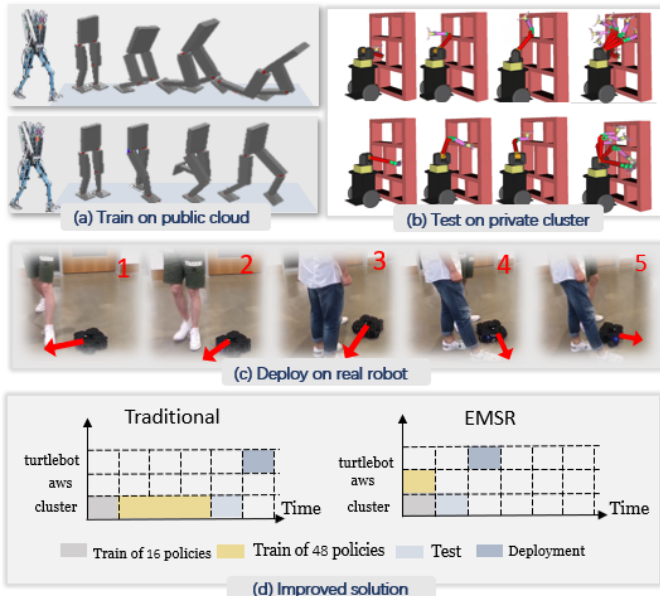 (a) Train on public cloud
(b) Test on private cluster
1 2 3 4 5
(c) Deploy on real robot
Traditional
EMSR
turtlebot
aws
cluster
Time
turtlebot
aws
cluster
Time
Train of 16 policies
Train of 48 policies
Test
Deployment
(d) Improved solution